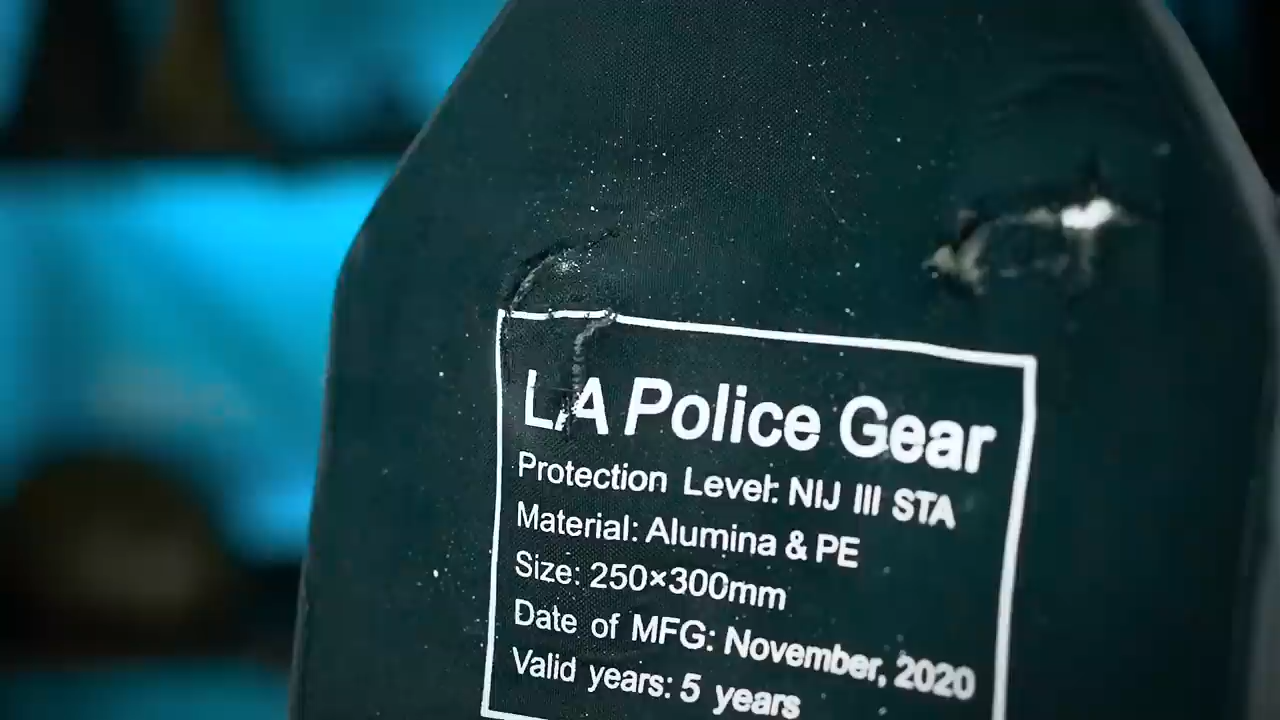 LA Police Gear
Protection Level: NIJ III STA
Material: Alumina & PE
Size: 250×300mm
Date of MFG: November, 2020
Valid years: 5 years